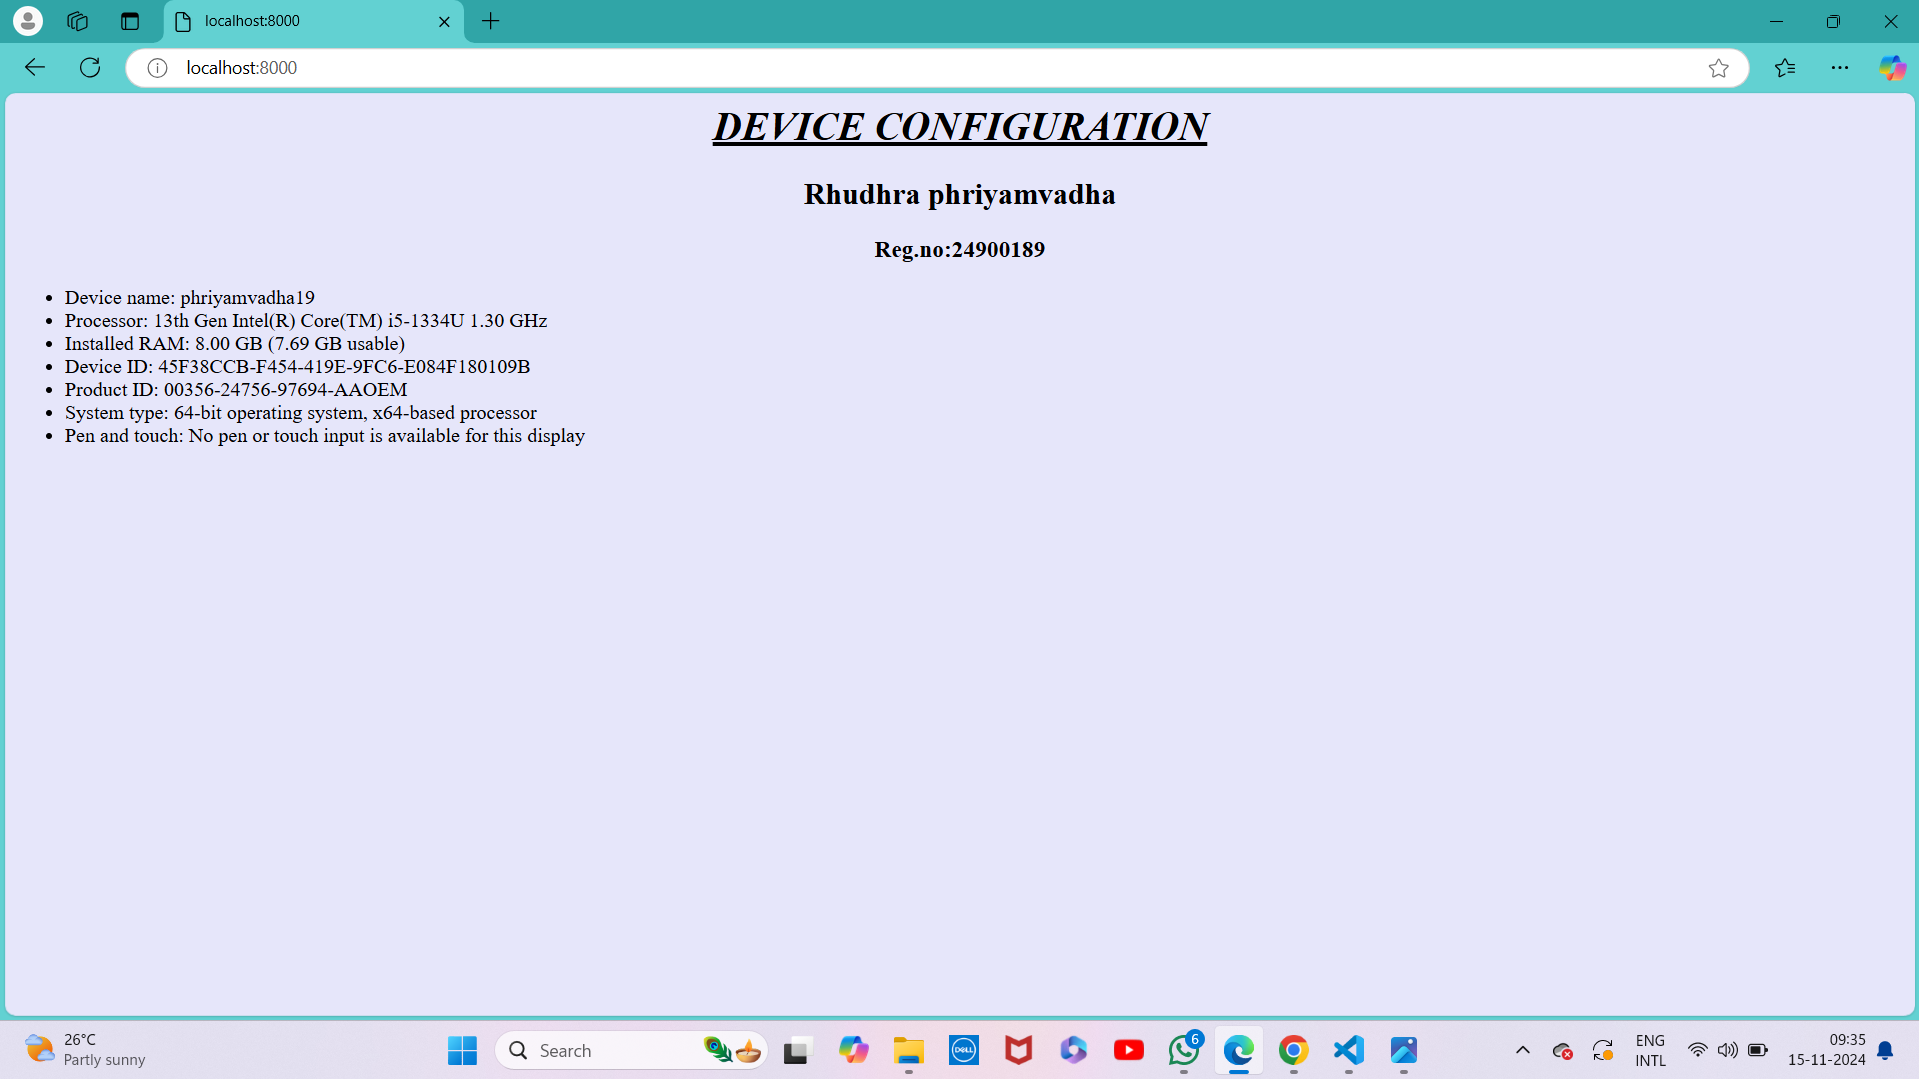 localhost:8000
localhost:8000
DEVICE CONFIGURATION
Rhudhra phriyamvadha
Reg.no:24900189
Device name: phriyamvadha19
Processor: 13th Gen Intel(R) Core(TM) i5-1334U 1.30 GHz
Installed RAM: 8.00 GB (7.69 GB usable)
Device ID: 45F38CCB-F454-419E-9FC6-E084F180109B
Product ID: 00356-24756-97694-AAOEM
System type: 64-bit operating system, x64-based processor
Pen and touch: No pen or touch input is available for this display
26°C
Partly sunny
Search
DELL
6
ENG
INTL
09:35
15-11-2024